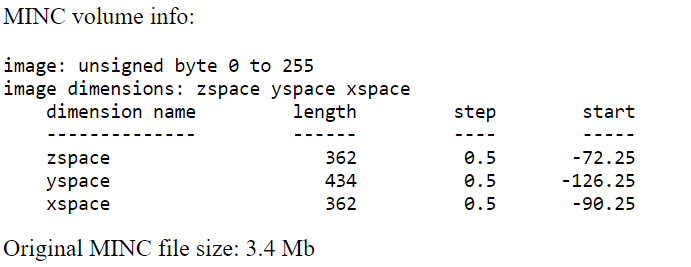 MINC volume info:
image: unsigned byte 0 to 255
image dimensions: zspace yspace xspace
dimension name length step start
-------------- ------ ---- -----
zspace 362 0.5 -72.25
yspace 434 0.5 -126.25
xspace 362 0.5 -90.25
Original MINC file size: 3.4 Mb